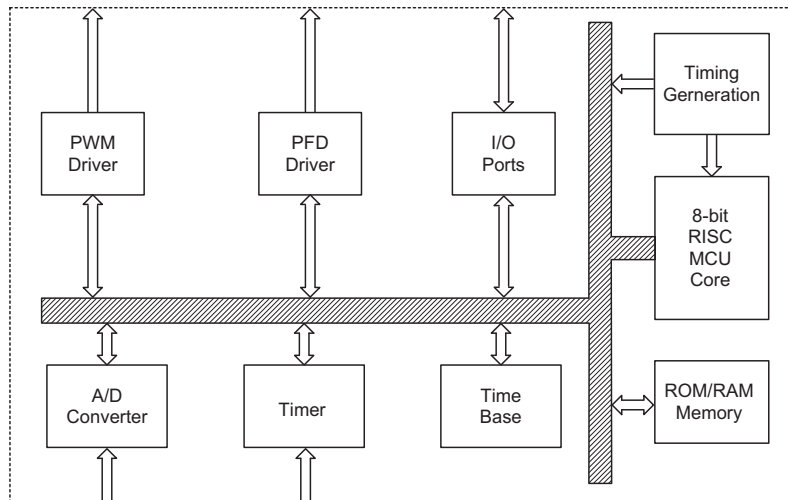 PWM
Driver
PFD
Driver
I/O
Ports
Timing
Gerneration
8-bit
RISC
MCU
Core
A/D
Converter
Timer
Time
Base
ROM/RAM
Memory